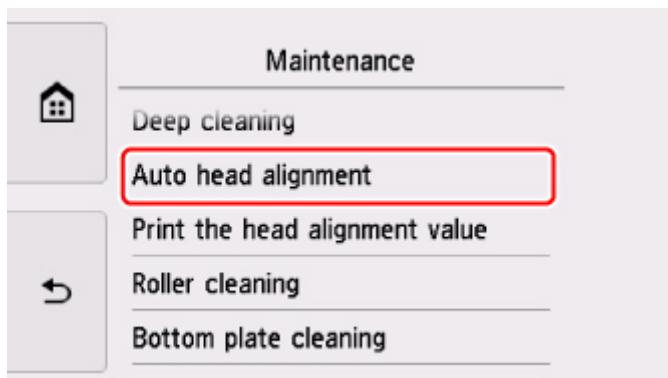 Maintenance
Deep cleaning
Auto head alignment
Print the head alignment value
Roller cleaning
Bottom plate cleaning